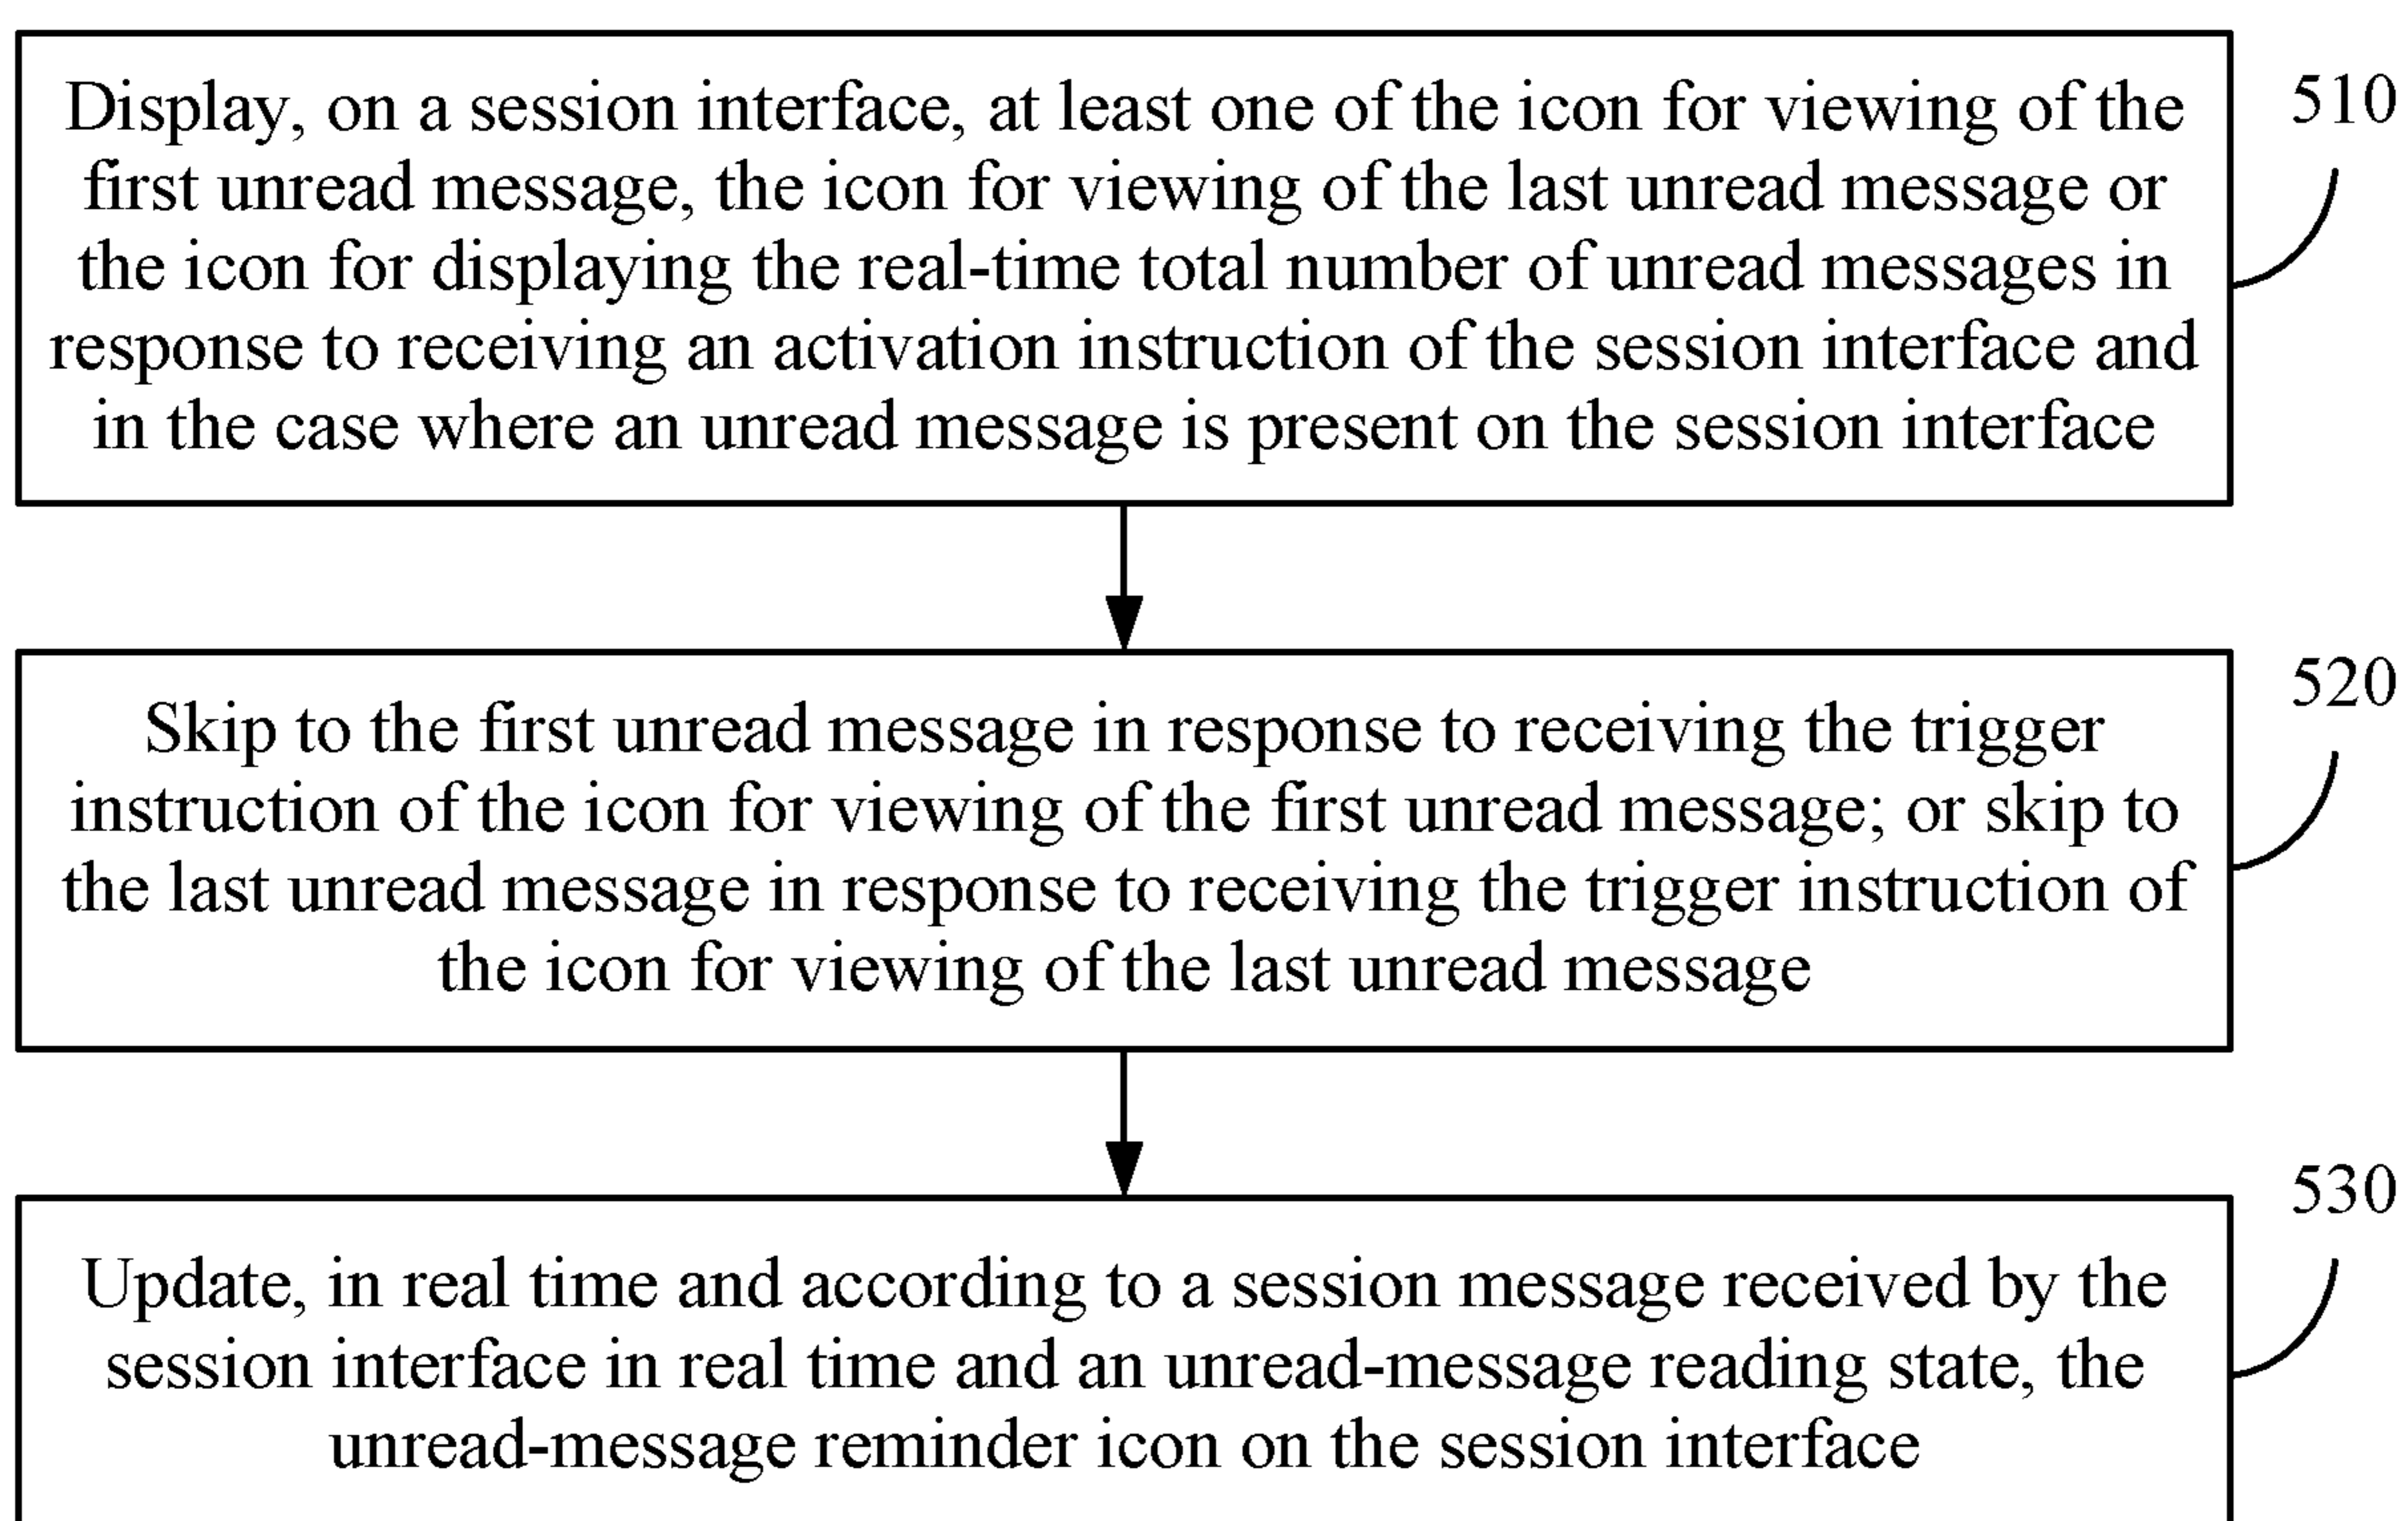 Display, on a session interface, at least one of the icon for viewing of the
first unread message, the icon for viewing of the last unread message or
the icon for displaying the real-time total number of unread messages in
response to receiving an activation instruction of the session interface and
in the case where an unread message is present on the session interface
510
Skip to the first unread message in response to receiving the trigger
instruction of the icon for viewing of the first unread message; or skip to
the last unread message in response to receiving the trigger instruction of
the icon for viewing of the last unread message
520
Update, in real time and according to a session message received by the
session interface in real time and an unread-message reading state, the
unread-message reminder icon on the session interface
530